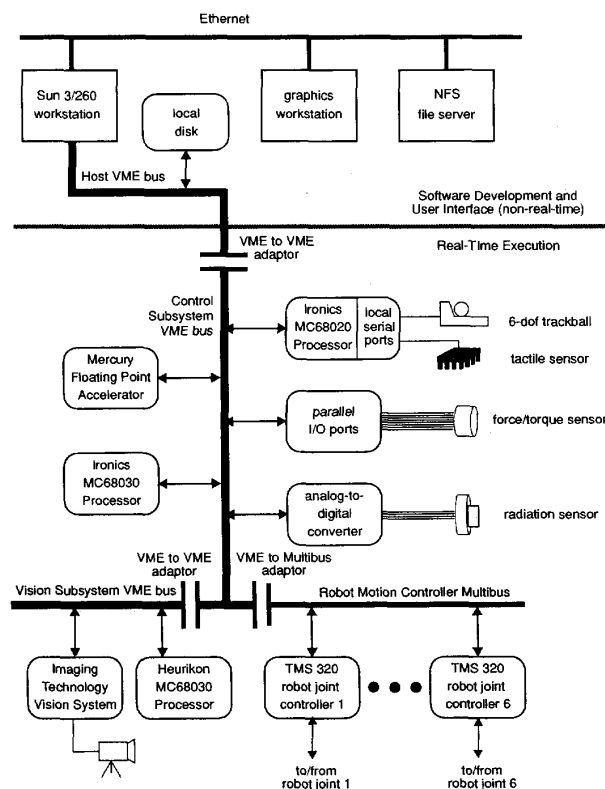 Ethernet
Sun 3/260
workstation
local
disk
graphics
workstation
NFS
file server
Host VME bus
Software Development and
User Interface (non-real-time)
VME to VME
adaptor
Real-Time Execution
Control
Subsystem
VME bus
Ironics
MC68020
Processor
local
serial
ports
6-dof trackball
tactile sensor
Mercury
Floating Point
Accelerator
parallel
I/O ports
force/torque sensor
Ironics
MC68030
Processor
analog-to-
digital
converter
radiation sensor
VME to VME
adaptor
VME to Multibus
adaptor
Vision Subsystem VME bus
Robot Motion Controller Multibus
Imaging
Technology
Vision System
Heurikon
MC68030
Processor
TMS 320
robot joint
controller 1
TMS 320
robot joint
controller 6
to/from
robot joint 1
to/from
robot joint 6